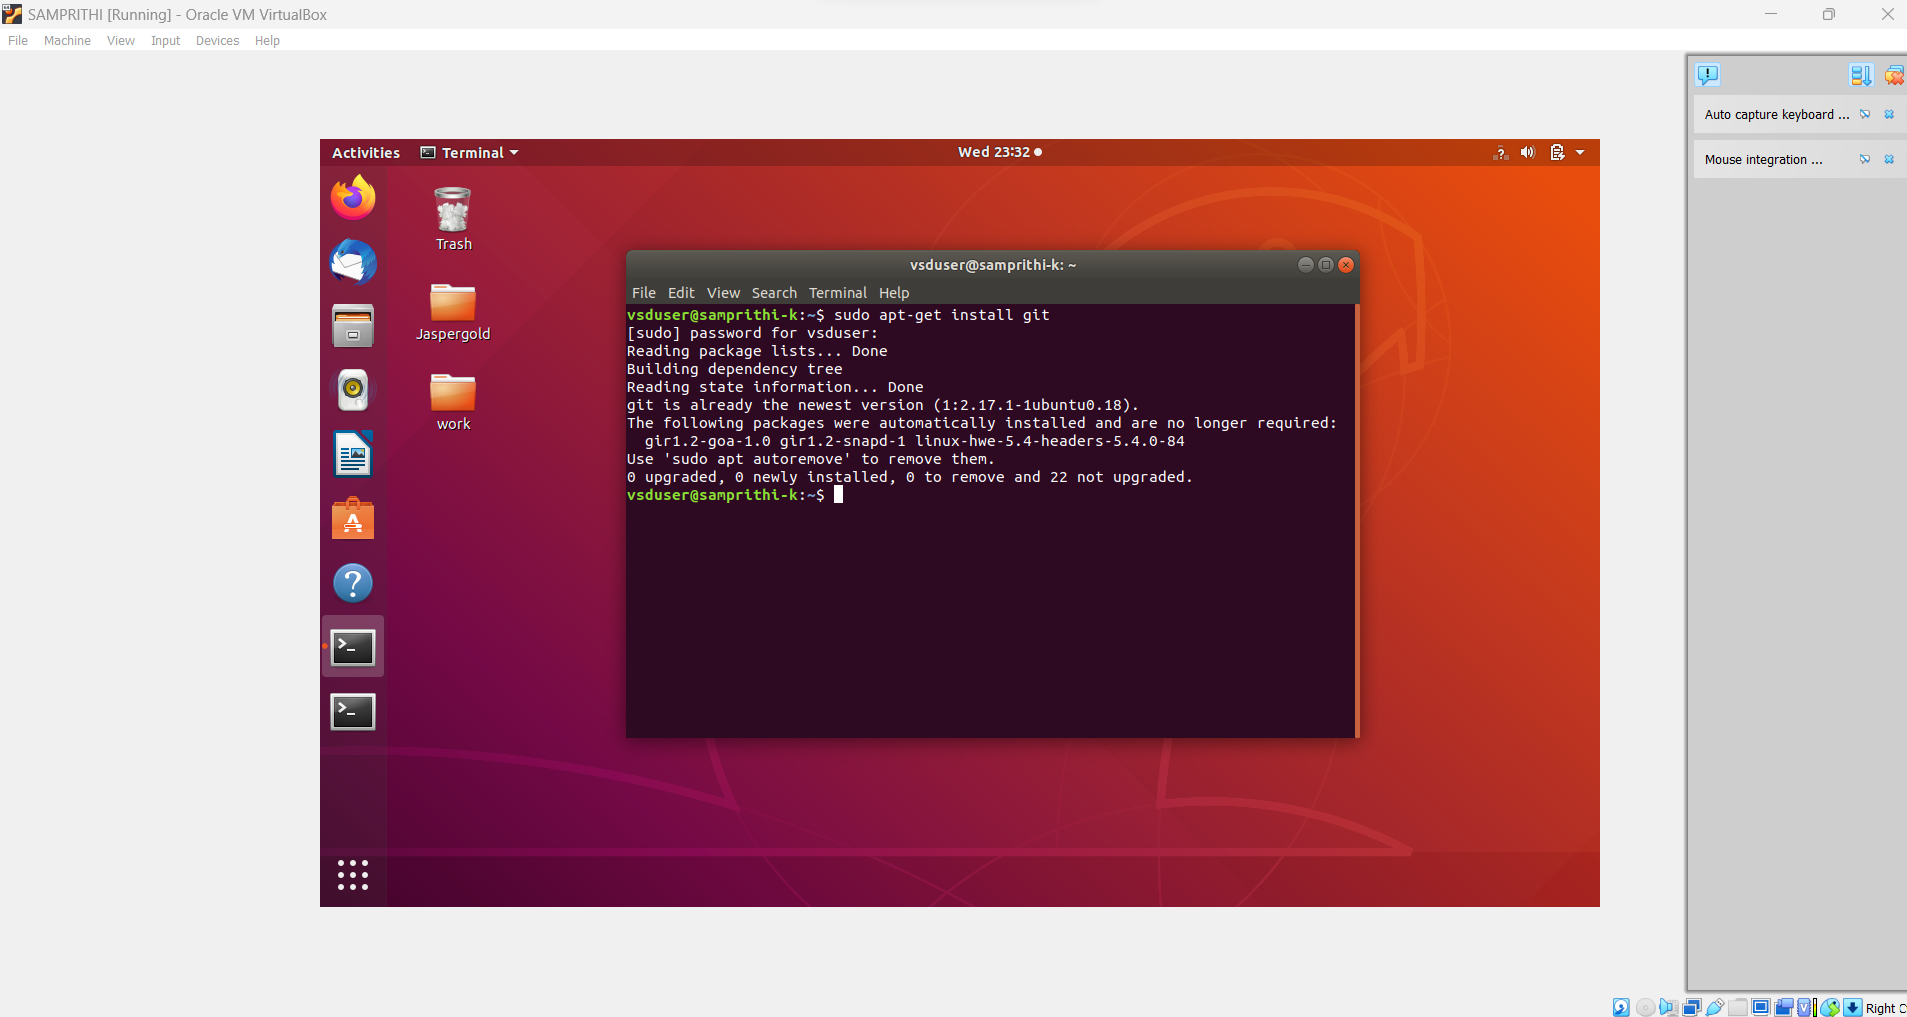 SAMPRITHI [Running] - Oracle VM VirtualBox
File Machine View Input Devices Help
Auto capture keyboard ...
Mouse integration ...
Activities Terminal Wed 23:32
Trash
Jaspergold
work
vsduser@samprithi-k: ~
File Edit View Search Terminal Help
vsduser@samprithi-k:~$ sudo apt-get install git
[sudo] password for vsduser:
Reading package lists... Done
Building dependency tree
Reading state information... Done
git is already the newest version (1:2.17.1-1ubuntu0.18).
The following packages were automatically installed and are no longer required:
  gir1.2-goa-1.0 gir1.2-snapd-1 linux-hwe-5.4-headers-5.4.0-84
Use 'sudo apt autoremove' to remove them.
0 upgraded, 0 newly installed, 0 to remove and 22 not upgraded.
vsduser@samprithi-k:~$
Right C